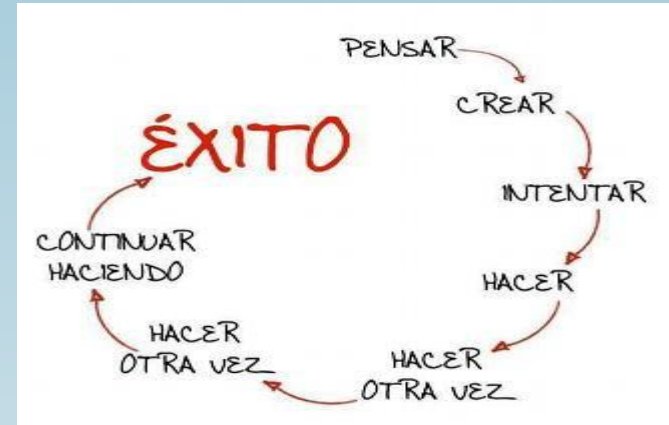 PENSAR
CREAR
INTENTAR
HACER
HACER
OTRA VEZ
HACER
OTRA VEZ
CONTINUAR
HACIENDO
ÉXITO